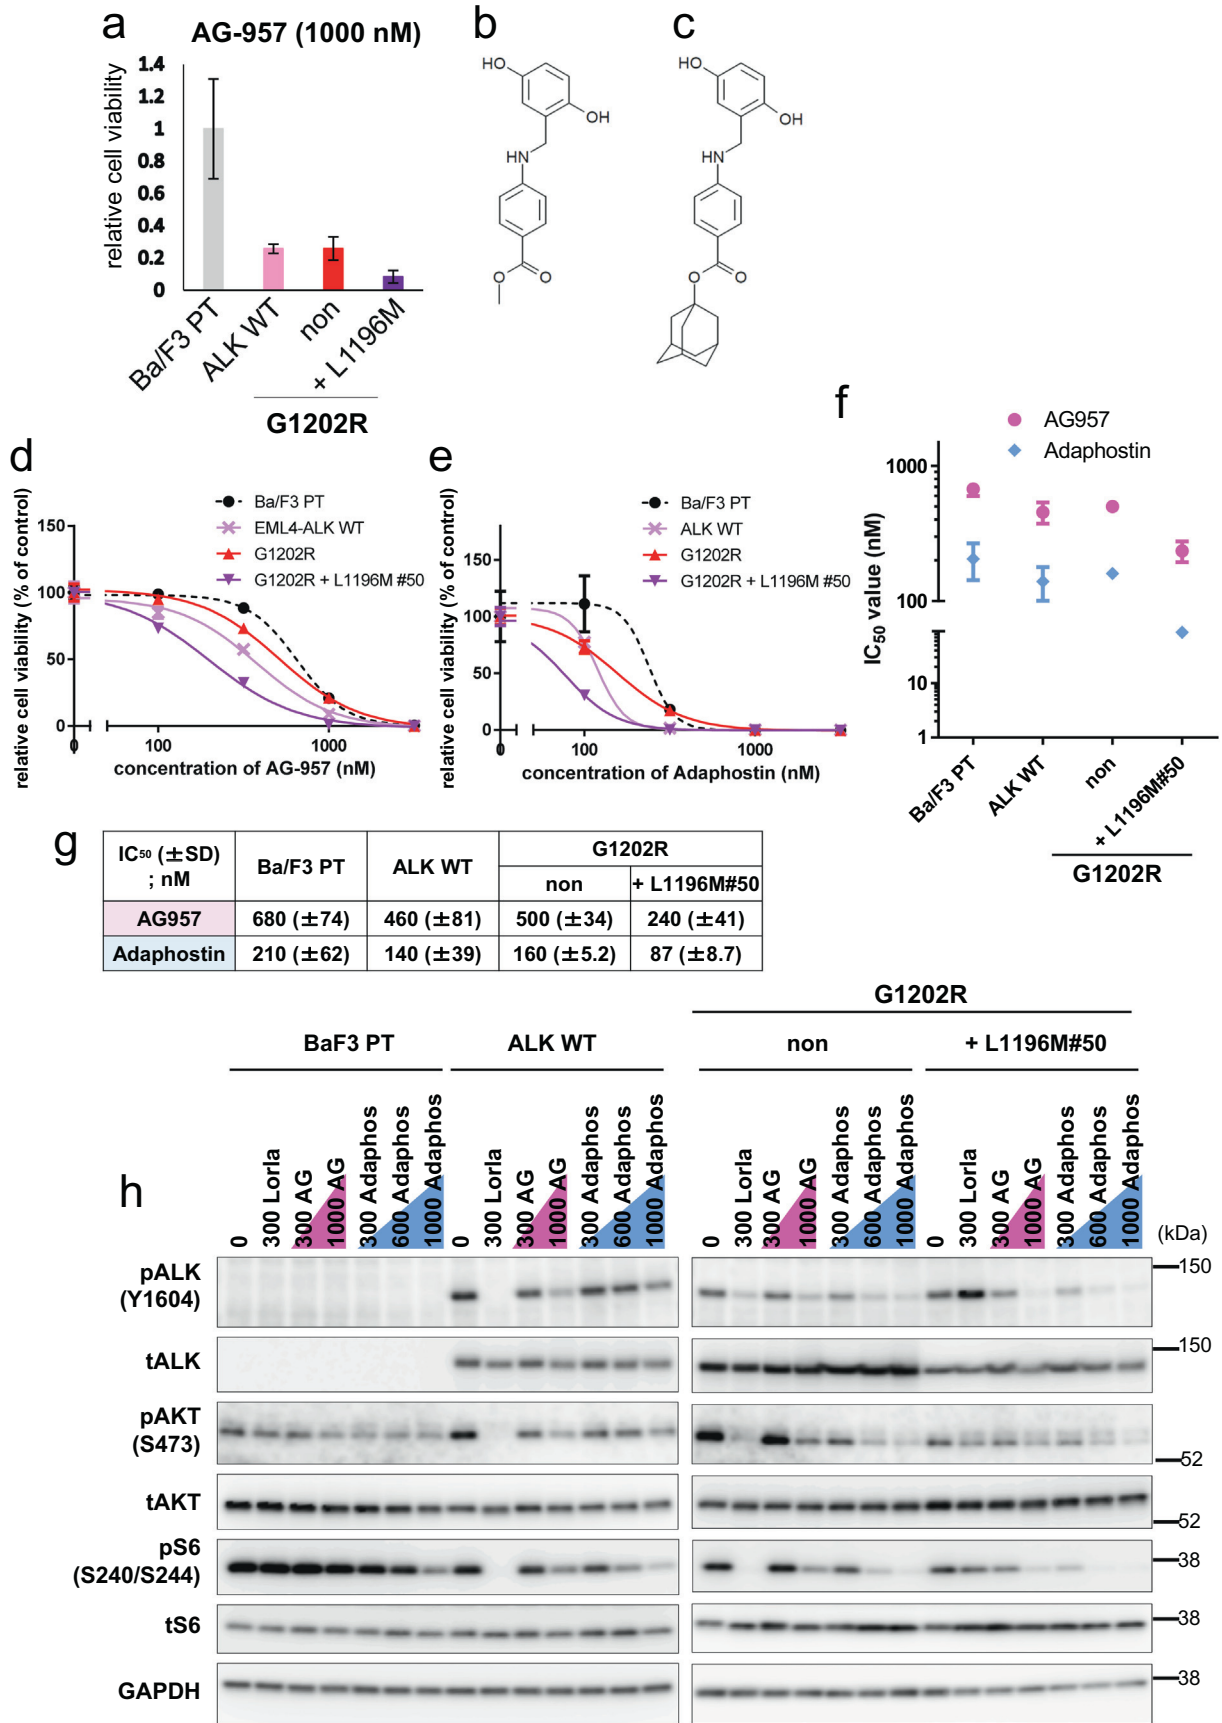 a
AG-957 (1000 nM)
relative cell viability
1.4
1.2
1
0.8
0.6
0.4
0.2
0
Ba/F3 PT
ALK WT
non
+ L1196M
G1202R
b
HO
OH
HN
O
O
c
HO
OH
HN
O
O
d
relative cell viability (% of control)
Ba/F3 PT
EML4-ALK WT
G1202R
G1202R + L1196M #50
150
100
50
0
0
100
1000
concentration of AG-957 (nM)
e
relative cell viability (% of control)
Ba/F3 PT
ALK WT
G1202R
G1202R + L1196M #50
150
100
50
0
0
100
1000
concentration of Adaphostin (nM)
f
AG957
Adaphostin
IC50 value (nM)
1000
100
10
1
Ba/F3 PT
ALK WT
non
+ L1196M#50
G1202R
g
IC50 (±SD) ; nM
Ba/F3 PT
ALK WT
G1202R
non
+ L1196M#50
AG957
680 (±74)
460 (±81)
500 (±34)
240 (±41)
Adaphostin
210 (±62)
140 (±39)
160 (±5.2)
87 (±8.7)
h
G1202R
BaF3 PT
ALK WT
non
+ L1196M#50
0
300 Lorla
300 AG
1000 AG
300 Adaphos
600 Adaphos
1000 Adaphos
0
300 Lorla
300 AG
1000 AG
300 Adaphos
600 Adaphos
1000 Adaphos
0
300 Lorla
300 AG
1000 AG
300 Adaphos
600 Adaphos
1000 Adaphos
0
300 Lorla
300 AG
1000 AG
300 Adaphos
600 Adaphos
1000 Adaphos
(kDa)
pALK
(Y1604)
150
tALK
150
pAKT
(S473)
52
tAKT
52
pS6
(S240/S244)
38
tS6
38
GAPDH
38